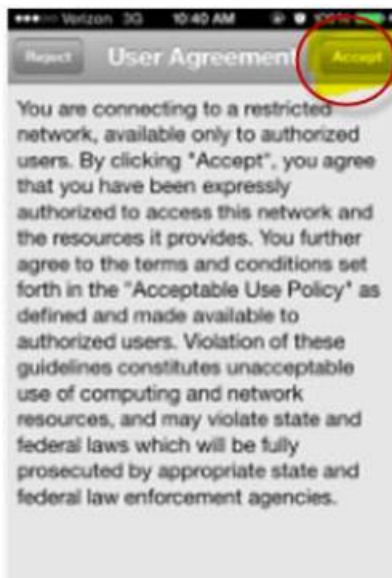 Verizon 3G 10:40 AM
Reject User Agreement Accept
You are connecting to a restricted
network, available only to authorized
users. By clicking "Accept", you agree
that you have been expressly
authorized to access this network and
the resources it provides. You further
agree to the terms and conditions set
forth in the "Acceptable Use Policy" as
defined and made available to
authorized users. Violation of these
guidelines constitutes unacceptable
use of computing and network
resources, and may violate state and
federal laws which will be fully
prosecuted by appropriate state and
federal law enforcement agencies.